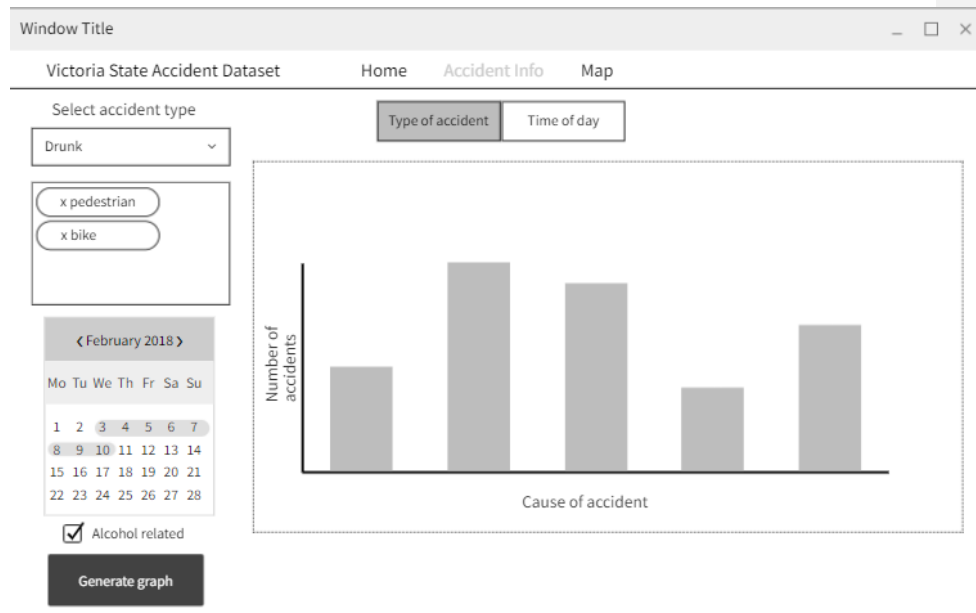 Window Title
Victoria State Accident Dataset Home Accident Info Map
Select accident type
Drunk
x pedestrian
x bike
February 2018
Mo Tu We Th Fr Sa Su
1 2 3 4 5 6 7
8 9 10 11 12 13 14
15 16 17 18 19 20 21
22 23 24 25 26 27 28
Alcohol related
Generate graph
Type of accident Time of day
Number of
accidents
Cause of accident